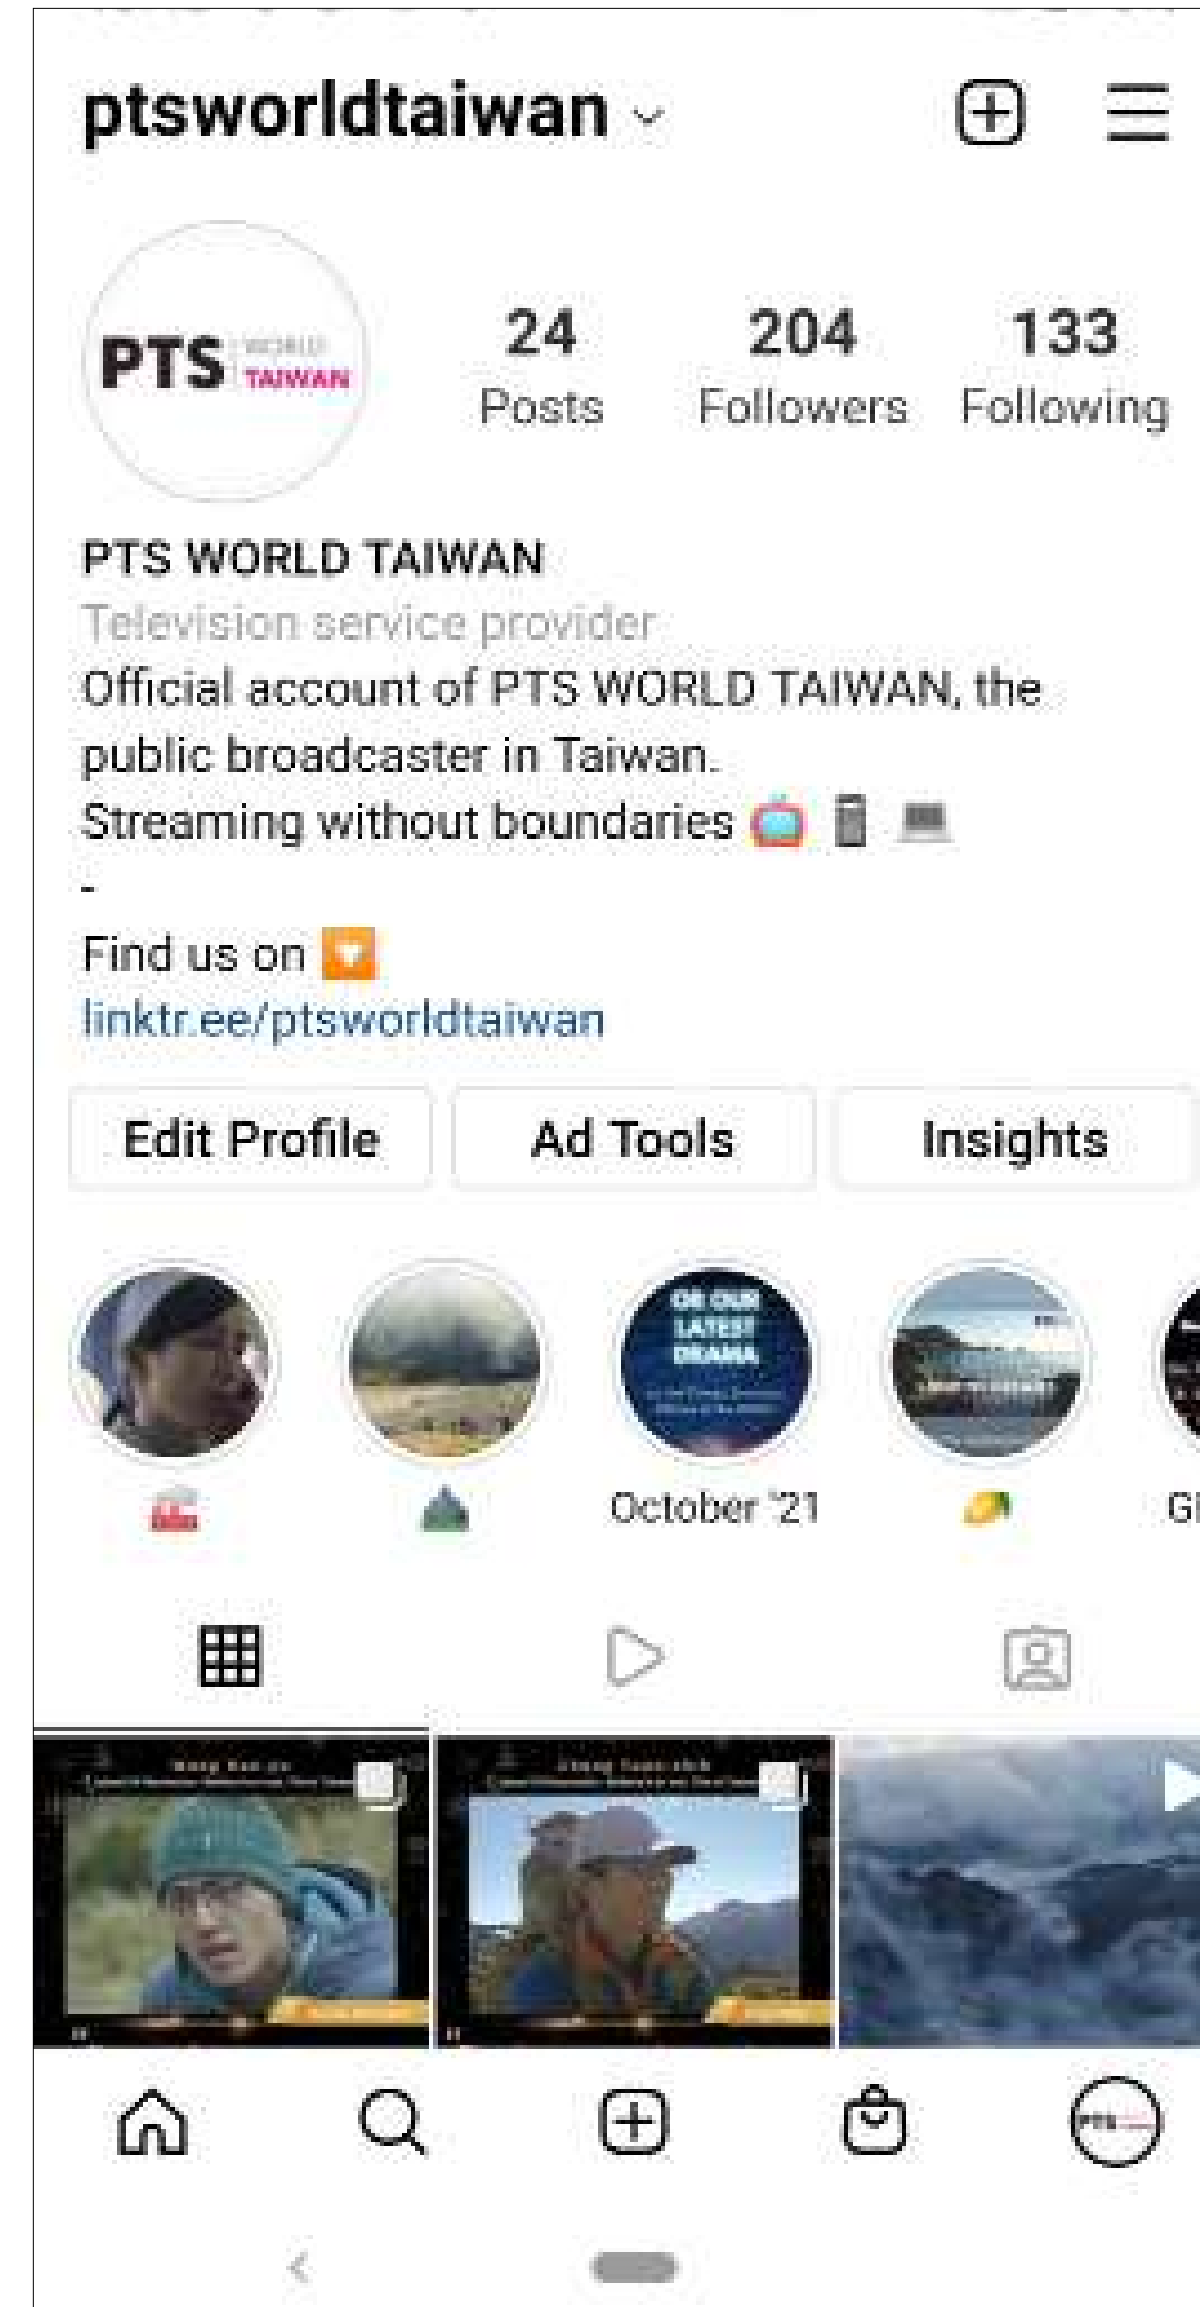 ptsworldtaiwan
PTS WORLD
TAIWAN
24 204 133
Posts Followers Following
PTS WORLD TAIWAN
Television service provider
Official account of PTS WORLD TAIWAN, the
public broadcaster in Taiwan.
Streaming without boundaries
-
Find us on
linktr.ee/ptsworldtaiwan
Edit Profile Ad Tools Insights
OR OUR
LATEST
DRAMA
October '21
PTS